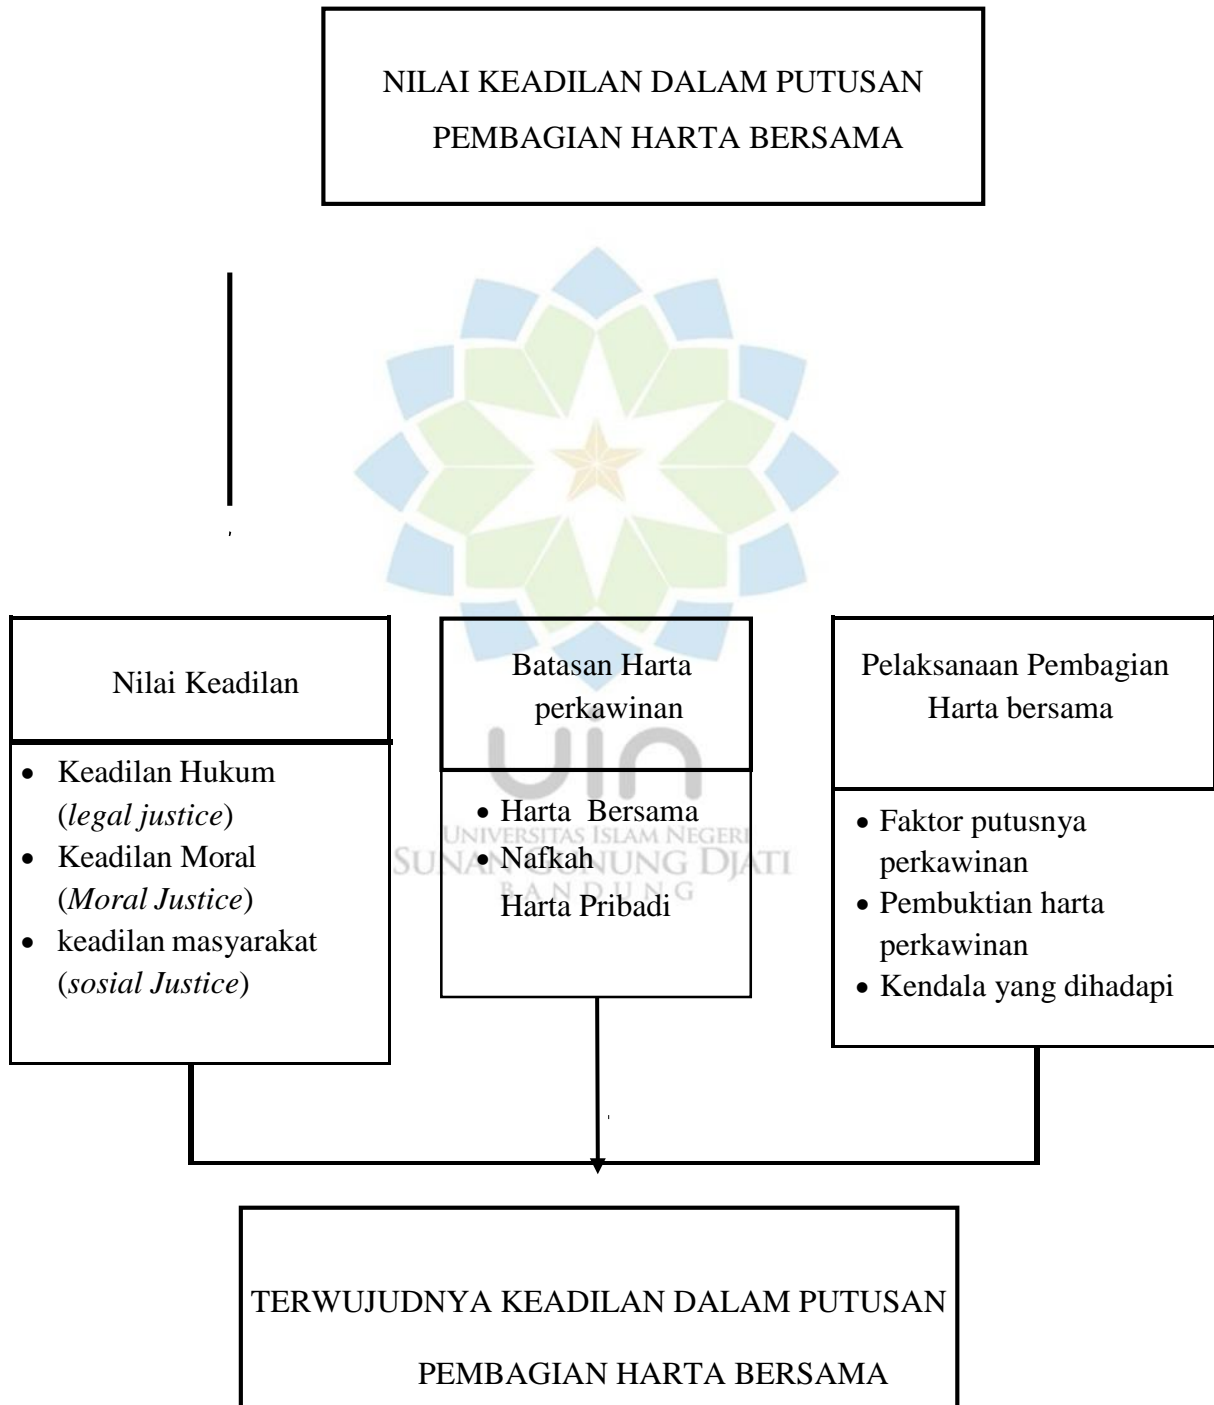 NILAI KEADILAN DALAM PUTUSAN
PEMBAGIAN HARTA BERSAMA
Nilai Keadilan
• Keadilan Hukum
(legal justice)
• Keadilan Moral
(Moral Justice)
• keadilan masyarakat
(sosial Justice)
Batasan Harta
perkawinan
• Harta Bersama
• Nafkah
Harta Pribadi
uin
UNIVERSITAS ISLAM NEGERI
SUNAN GUNUNG DJATI
BANDUNG
Pelaksanaan Pembagian
Harta bersama
• Faktor putusnya
perkawinan
• Pembuktian harta
perkawinan
• Kendala yang dihadapi
TERWUJUDNYA KEADILAN DALAM PUTUSAN
PEMBAGIAN HARTA BERSAMA